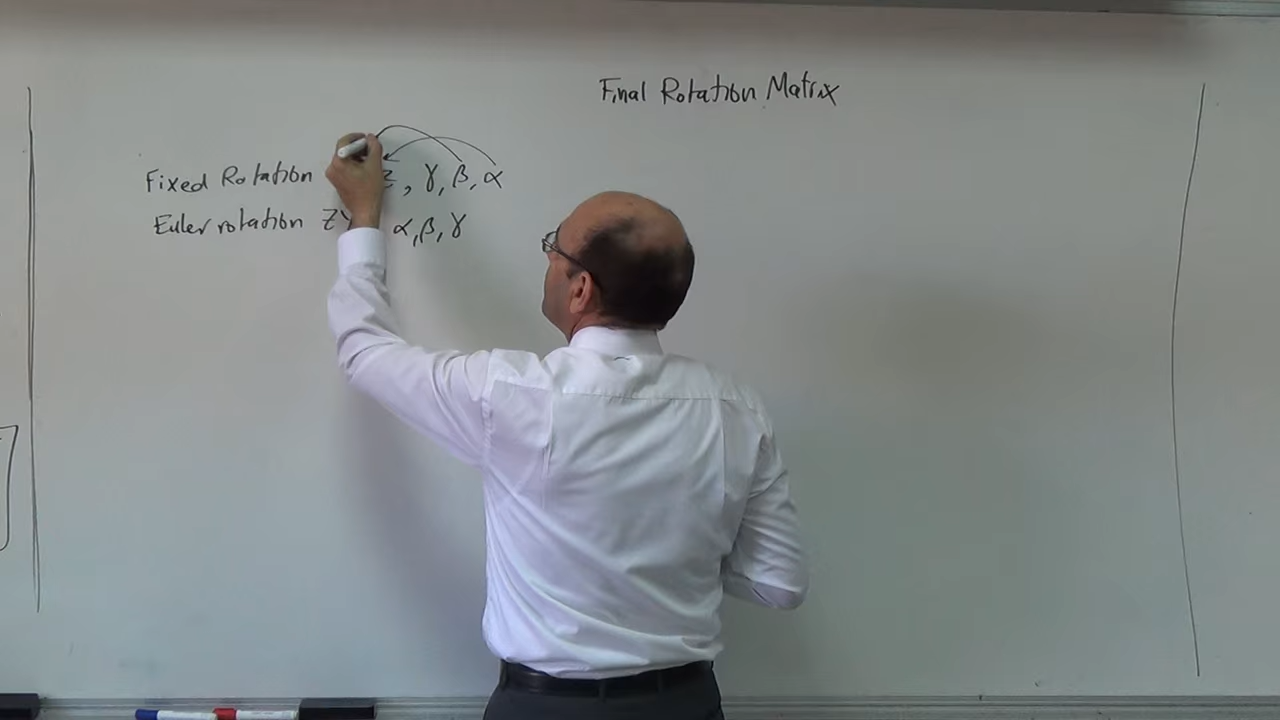 Final Rotation Matrix
Fixed Rotation Z, γ, β, α
Euler rotation ZY α, β, γ